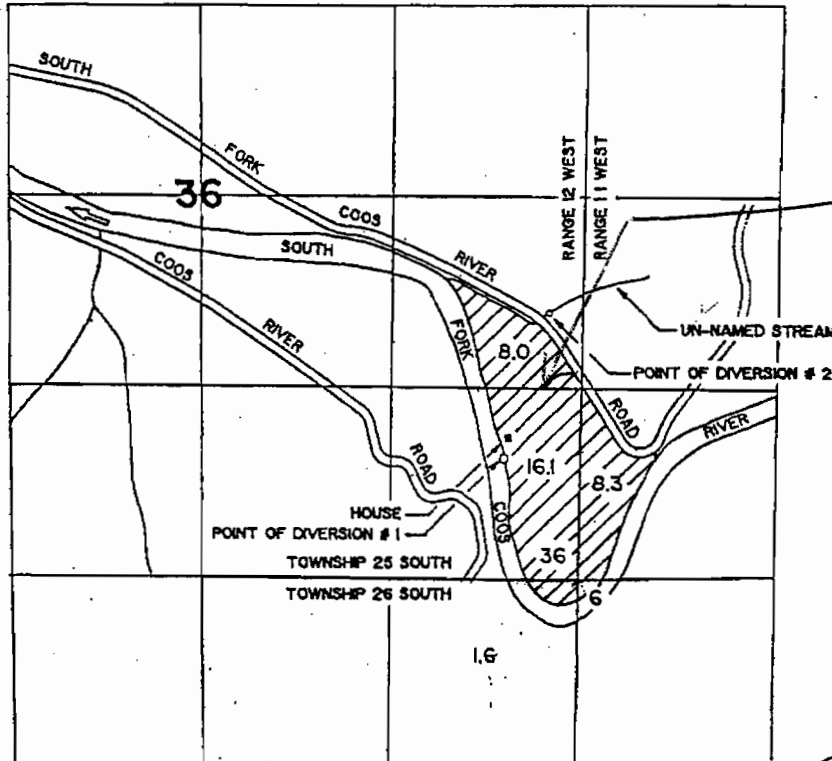 SOUTH
FORK
COOS
RIVER
ROAD
36
RANGE 12 WEST
RANGE 11 WEST
SOUTH
FORK
COOS
RIVER
COOS
RIVER
ROAD
UN-NAMED STREAM
POINT OF DIVERSION # 2
8.0
16.1
8.3
HOUSE
POINT OF DIVERSION # 1
36
6
TOWNSHIP 25 SOUTH
TOWNSHIP 26 SOUTH
1.6